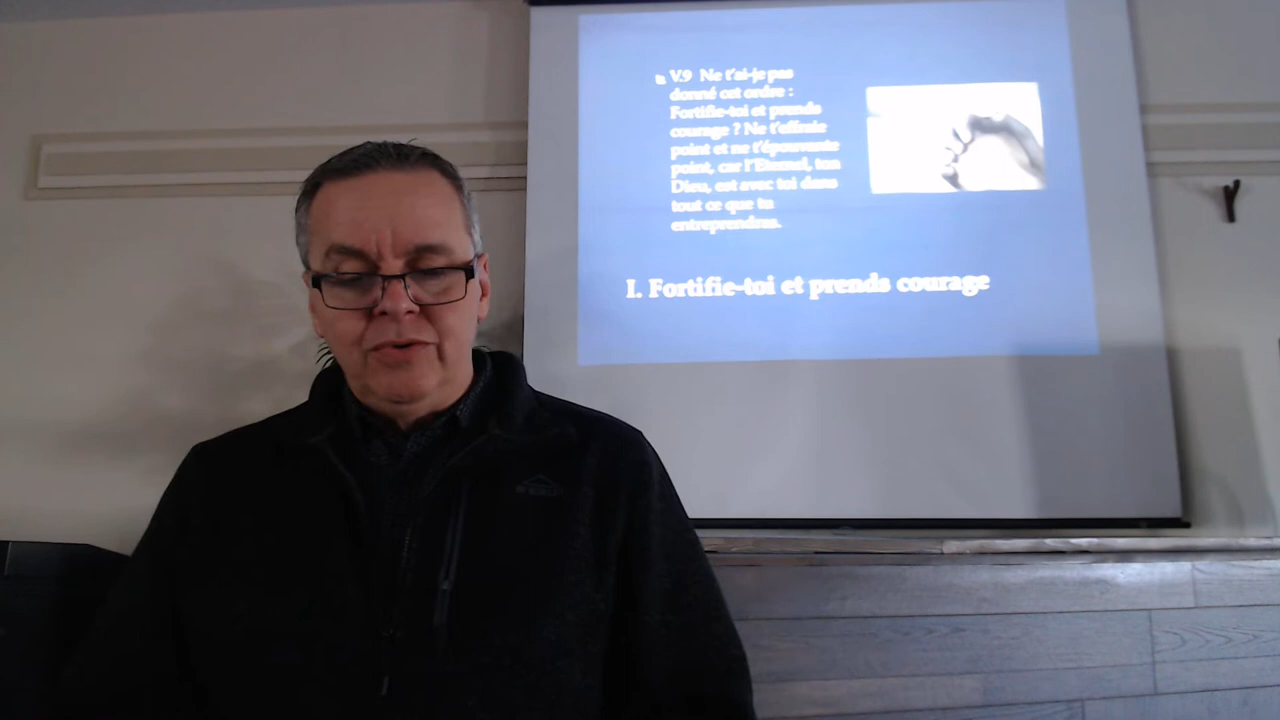 V.9 Ne t'ai-je pas
donné cet ordre :
Fortifie-toi et prends
courage ? Ne t'effraie
point et ne t'épouvante
point, car l'Eternel, ton
Dieu, est avec toi dans
tout ce que tu
entreprendras.
I. Fortifie-toi et prends courage